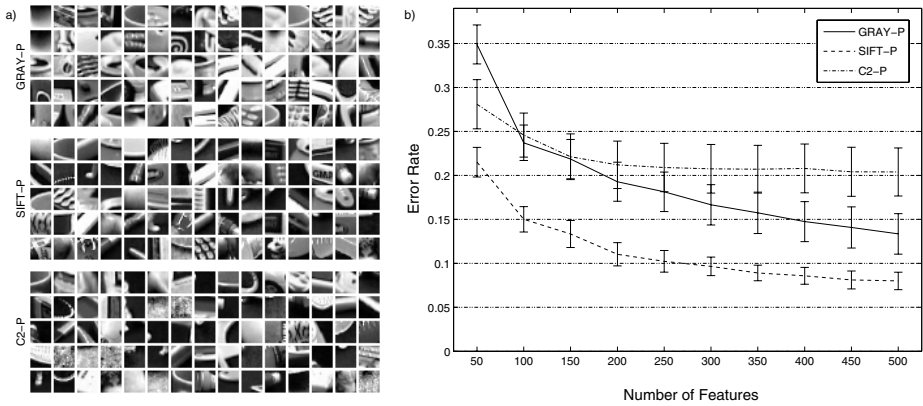 a)
GRAY-P
SIFT-P
C2-P
b)
GRAY-P
SIFT-P
C2-P
0.35
0.3
0.25
0.2
0.15
0.1
0.05
0
Error Rate
50 100 150 200 250 300 350 400 450 500
Number of Features